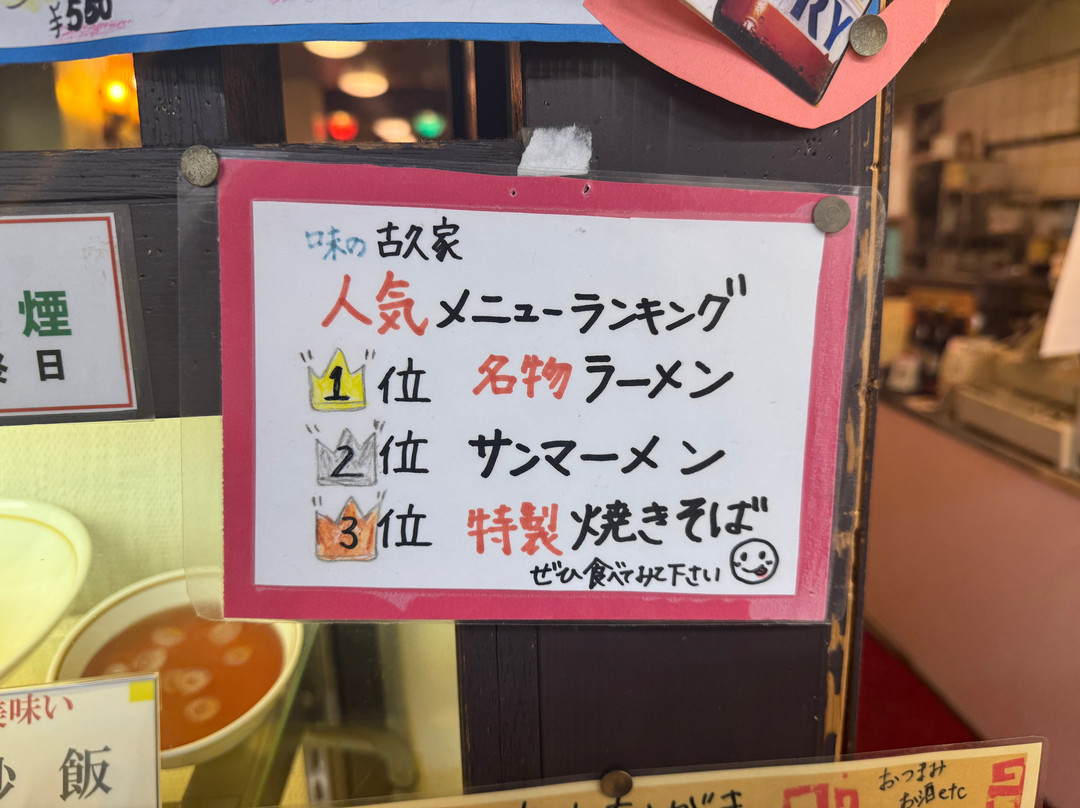 ¥550
RY
煙
日
味の 古久家
人気メニューランキング
1位 名物ラーメン
2位 サンマーメン
3位 特製焼きそば
ぜひ食べてみて下さい
味い
飯
おつまみ
お酒etc